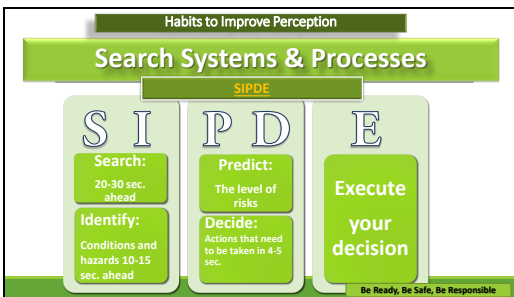 Habits to Improve Perception
Search Systems & Processes
SIPDE
S I
Search:
20-30 sec.
ahead
Identify:
Conditions and
hazards 10-15
sec. ahead
P D
Predict:
The level of
risks
Decide:
Actions that need
to be taken in 4-5
sec.
E
Execute
your
decision
Be Ready, Be Safe, Be Responsible